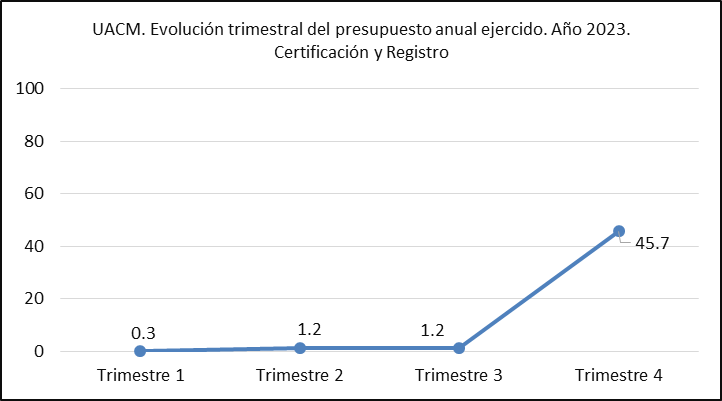 UACM. Evolución trimestral del presupuesto anual ejercido. Año 2023.
Certificación y Registro
100
80
60
40
20
0
0.3
1.2
1.2
45.7
Trimestre 1
Trimestre 2
Trimestre 3
Trimestre 4